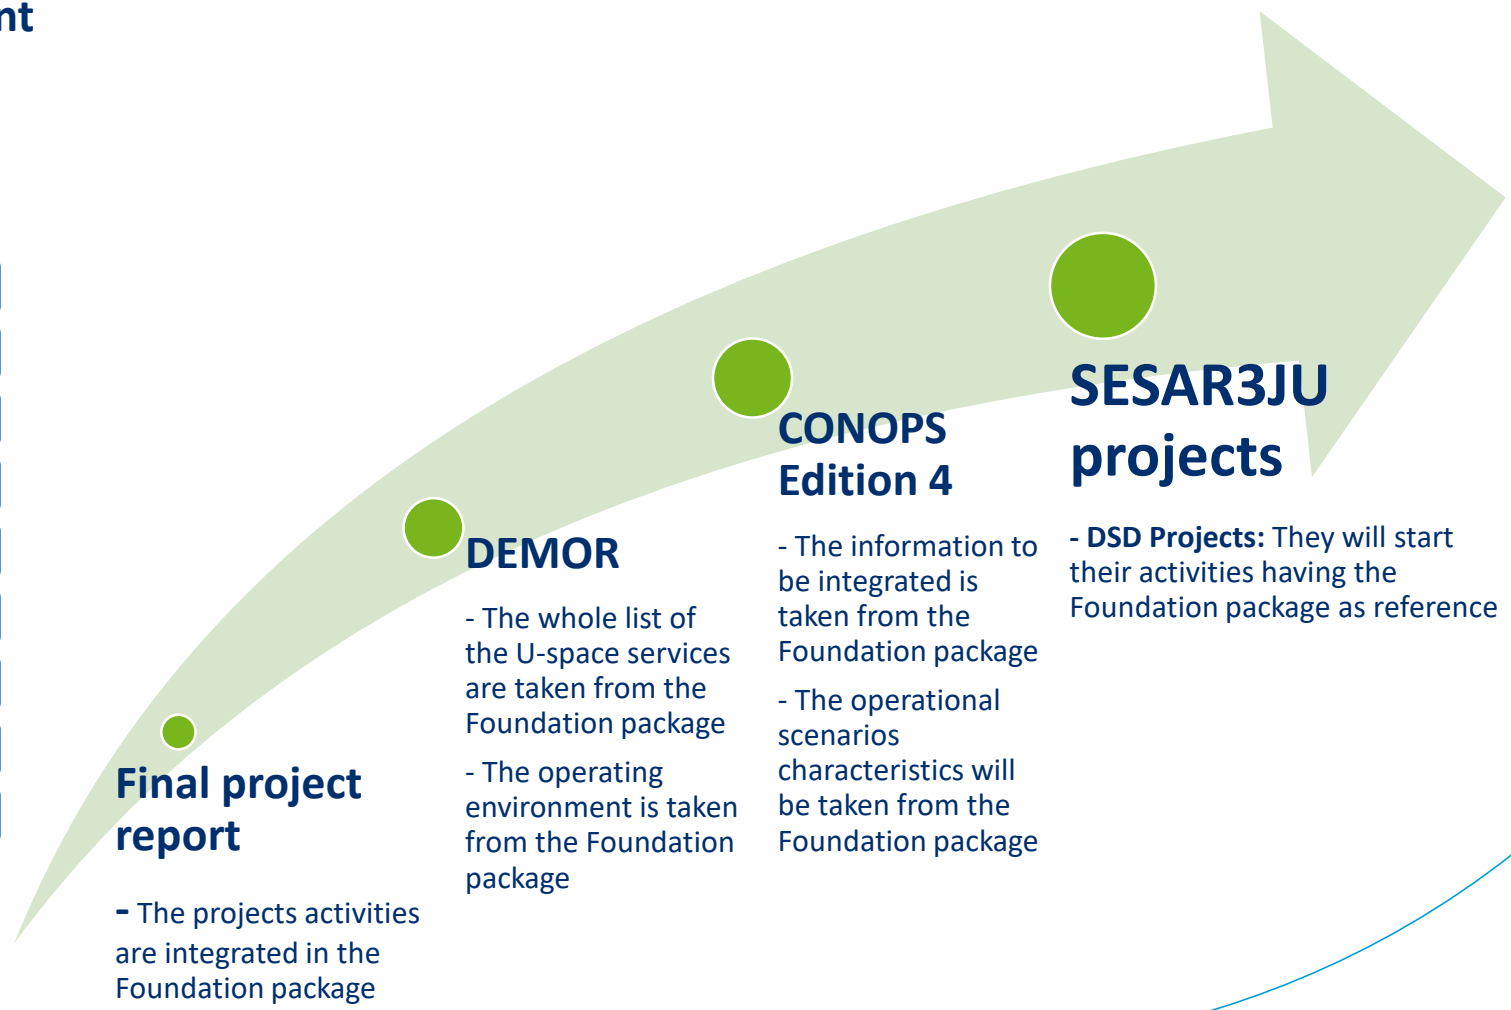 Final project
report
- The projects activities
are integrated in the
Foundation package
DEMOR
- The whole list of
the U-space services
are taken from the
Foundation package
- The operating
environment is taken
from the Foundation
package
CONOPS
Edition 4
- The information to
be integrated is
taken from the
Foundation package
- The operational
scenarios
characteristics will
be taken from the
Foundation package
SESAR3JU
projects
- DSD Projects: They will start
their activities having the
Foundation package as reference